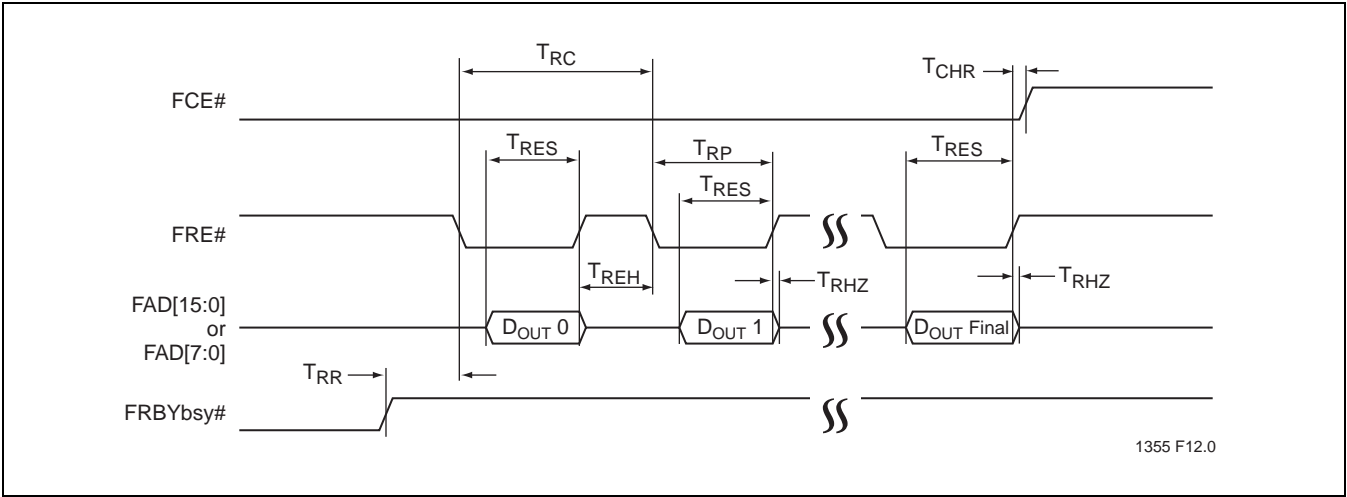 TRC
TCHR
FCE#
TRES
TRP
TRES
TRES
FRE#
TREH
TRHZ
TRHZ
FAD[15:0]
or
FAD[7:0]
DOUT 0
DOUT 1
DOUT Final
TRR
FRBYbsy#
1355 F12.0